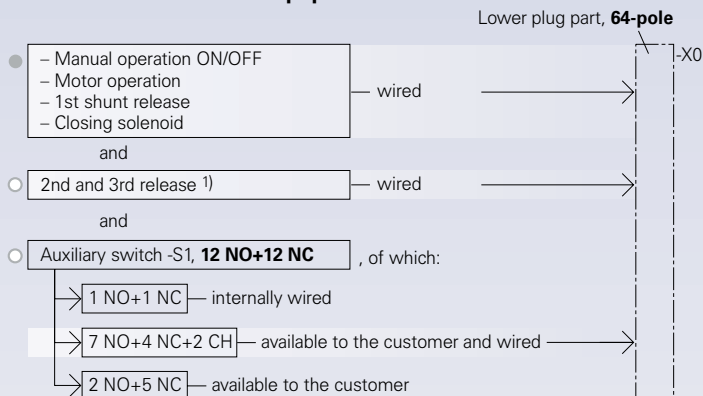 Lower plug part, 64-pole
-X0
– Manual operation ON/OFF
– Motor operation
– 1st shunt release
– Closing solenoid
wired
and
2nd and 3rd release 1)
wired
and
Auxiliary switch -S1, 12 NO+12 NC
, of which:
1 NO+1 NC
internally wired
7 NO+4 NC+2 CH
available to the customer and wired
2 NO+5 NC
available to the customer